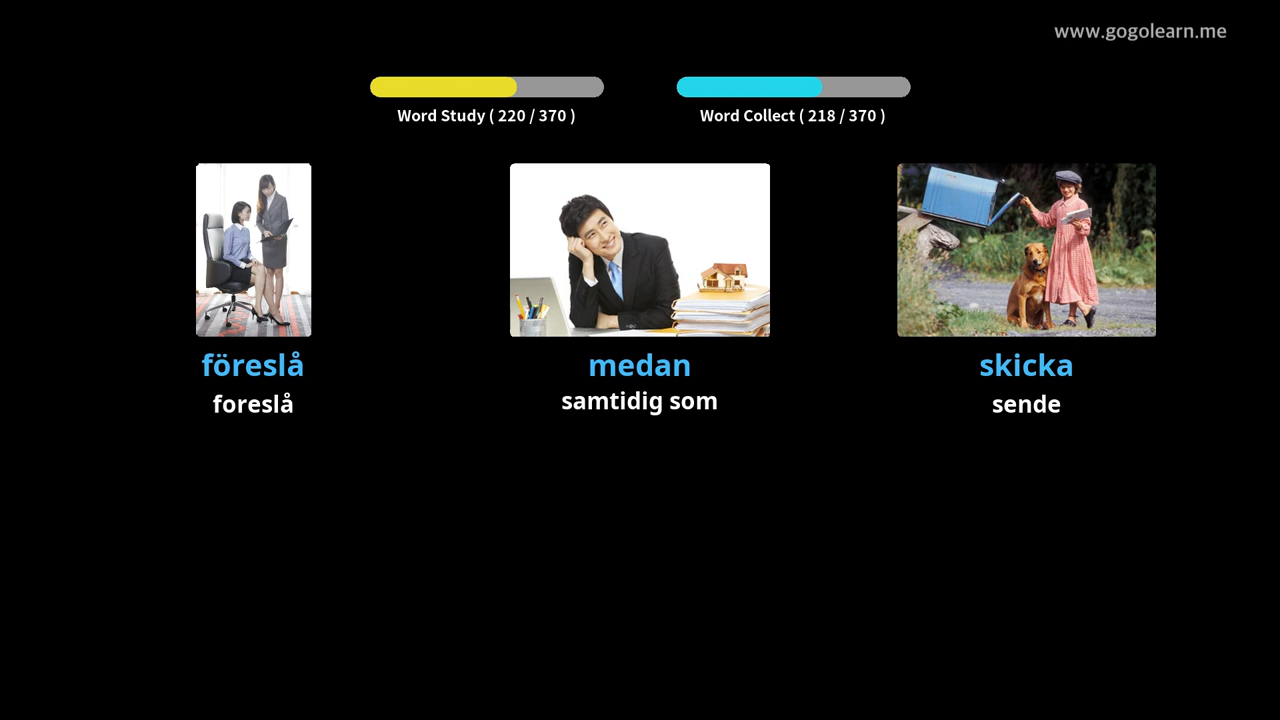 www.gogolearn.me
Word Study ( 220 / 370 )
Word Collect ( 218 / 370 )
föreslå
medan
skicka
foreslå
samtidig som
sende